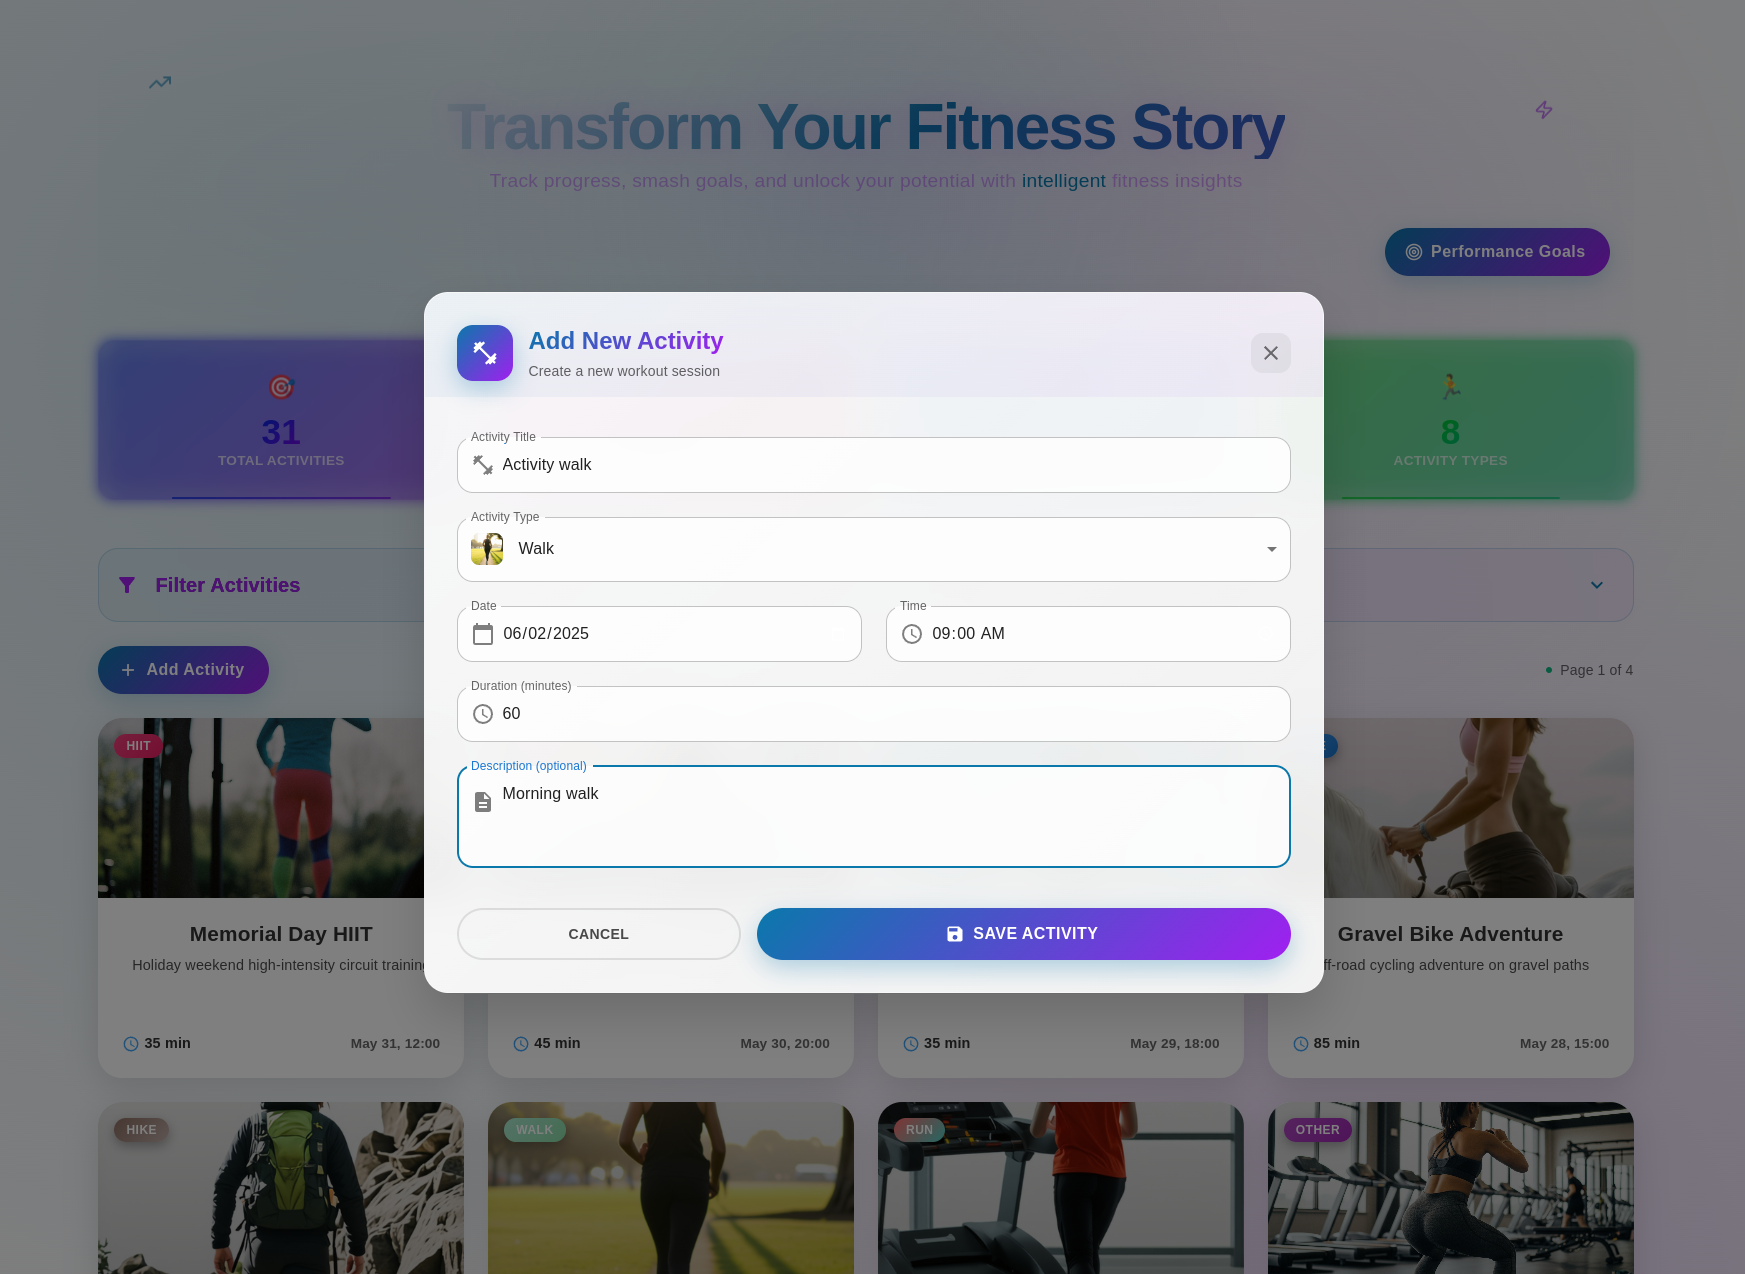 Transform Your Fitness Story
Track progress, smash goals, and unlock your potential with intelligent fitness insights
Performance Goals
Add New Activity
Create a new workout session
31
TOTAL ACTIVITIES
8
ACTIVITY TYPES
Activity Title
Activity walk
Activity Type
Walk
Filter Activities
Date
06/02/2025
Time
09:00 AM
Add Activity
Page 1 of 4
Duration (minutes)
60
HIIT
Description (optional)
Morning walk
CANCEL
SAVE ACTIVITY
Memorial Day HIIT
Holiday weekend high-intensity circuit training
35 min
May 31, 12:00
45 min
May 30, 20:00
35 min
May 29, 18:00
Gravel Bike Adventure
ff-road cycling adventure on gravel paths
85 min
May 28, 15:00
HIKE
WALK
RUN
OTHER